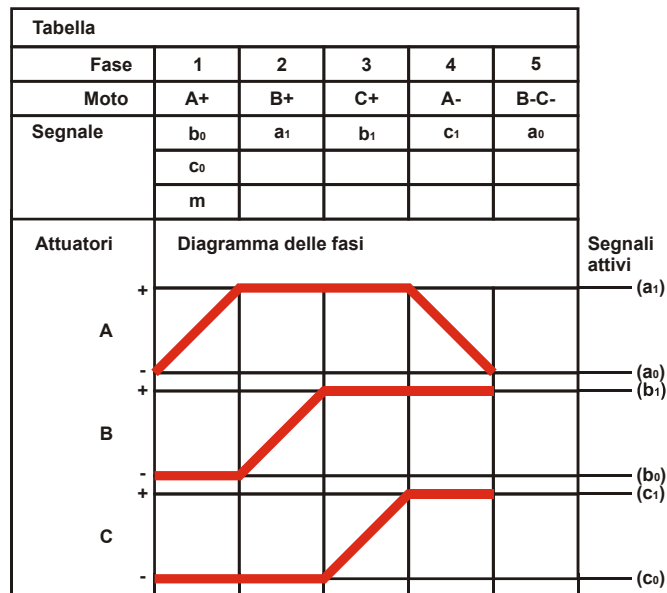 Tabella
Fase 1 2 3 4 5
Moto A+ B+ C+ A- B-C-
Segnale b0 a1 b1 c1 a0
c0
m
Attuatori Diagramma delle fasi Segnali
attivi
+ (a1)
A
- (a0)
+ (b1)
B
- (b0)
+ (c1)
C
- (c0)